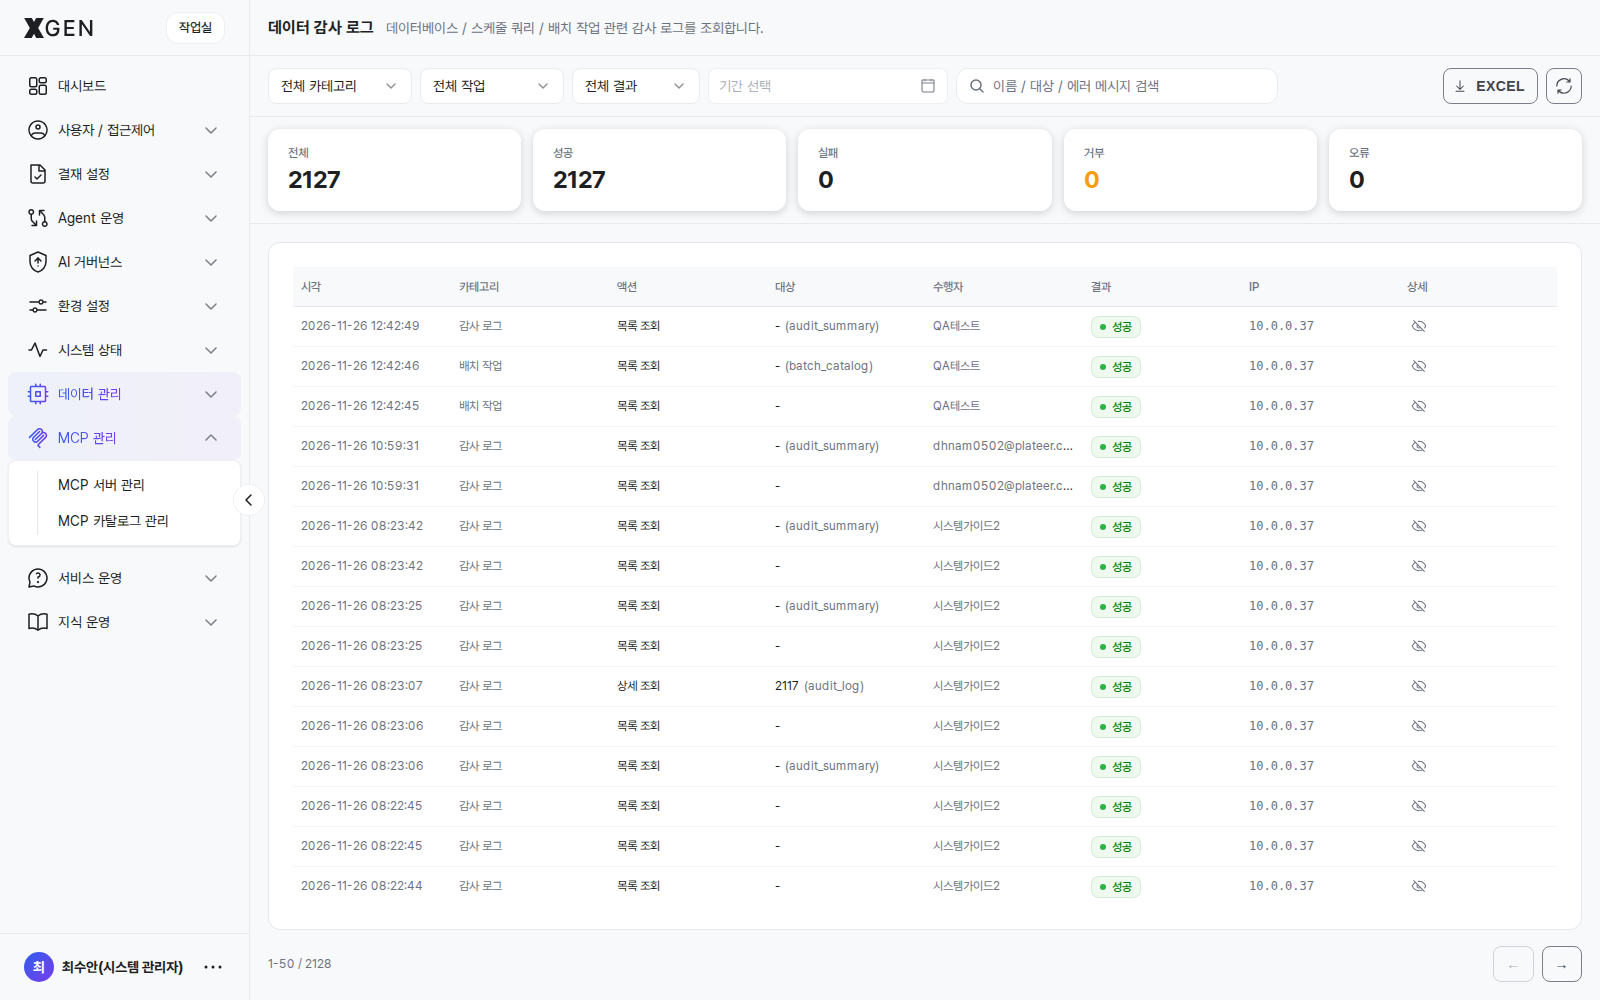 XGEN
작업실
대시보드
사용자 / 접근제어
결재 설정
Agent 운영
AI 거버넌스
환경 설정
시스템 상태
데이터 관리
MCP 관리
MCP 서버 관리
MCP 카탈로그 관리
서비스 운영
지식 운영
최 최수안(시스템 관리자)
데이터 감사 로그 데이터베이스 / 스케줄 쿼리 / 배치 작업 관련 감사 로그를 조회합니다.
전체 카테고리 전체 작업 전체 결과 기간 선택 이름 / 대상 / 에러 메시지 검색 EXCEL
전체 성공 실패 거부 오류
2127 2127 0 0 0
시각 카테고리 액션 대상 수행자 결과 IP 상세
2026-11-26 12:42:49 감사 로그 목록 조회 - (audit_summary) QA테스트 성공 10.0.0.37
2026-11-26 12:42:46 배치 작업 목록 조회 - (batch_catalog) QA테스트 성공 10.0.0.37
2026-11-26 12:42:45 배치 작업 목록 조회 - QA테스트 성공 10.0.0.37
2026-11-26 10:59:31 감사 로그 목록 조회 - (audit_summary) dhnam0502@plateer.c... 성공 10.0.0.37
2026-11-26 10:59:31 감사 로그 목록 조회 - dhnam0502@plateer.c... 성공 10.0.0.37
2026-11-26 08:23:42 감사 로그 목록 조회 - (audit_summary) 시스템가이드2 성공 10.0.0.37
2026-11-26 08:23:42 감사 로그 목록 조회 - 시스템가이드2 성공 10.0.0.37
2026-11-26 08:23:25 감사 로그 목록 조회 - (audit_summary) 시스템가이드2 성공 10.0.0.37
2026-11-26 08:23:25 감사 로그 목록 조회 - 시스템가이드2 성공 10.0.0.37
2026-11-26 08:23:07 감사 로그 상세 조회 2117 (audit_log) 시스템가이드2 성공 10.0.0.37
2026-11-26 08:23:06 감사 로그 목록 조회 - 시스템가이드2 성공 10.0.0.37
2026-11-26 08:23:06 감사 로그 목록 조회 - (audit_summary) 시스템가이드2 성공 10.0.0.37
2026-11-26 08:22:45 감사 로그 목록 조회 - 시스템가이드2 성공 10.0.0.37
2026-11-26 08:22:45 감사 로그 목록 조회 - 시스템가이드2 성공 10.0.0.37
2026-11-26 08:22:44 감사 로그 목록 조회 - 시스템가이드2 성공 10.0.0.37
1-50 / 2128 ← →